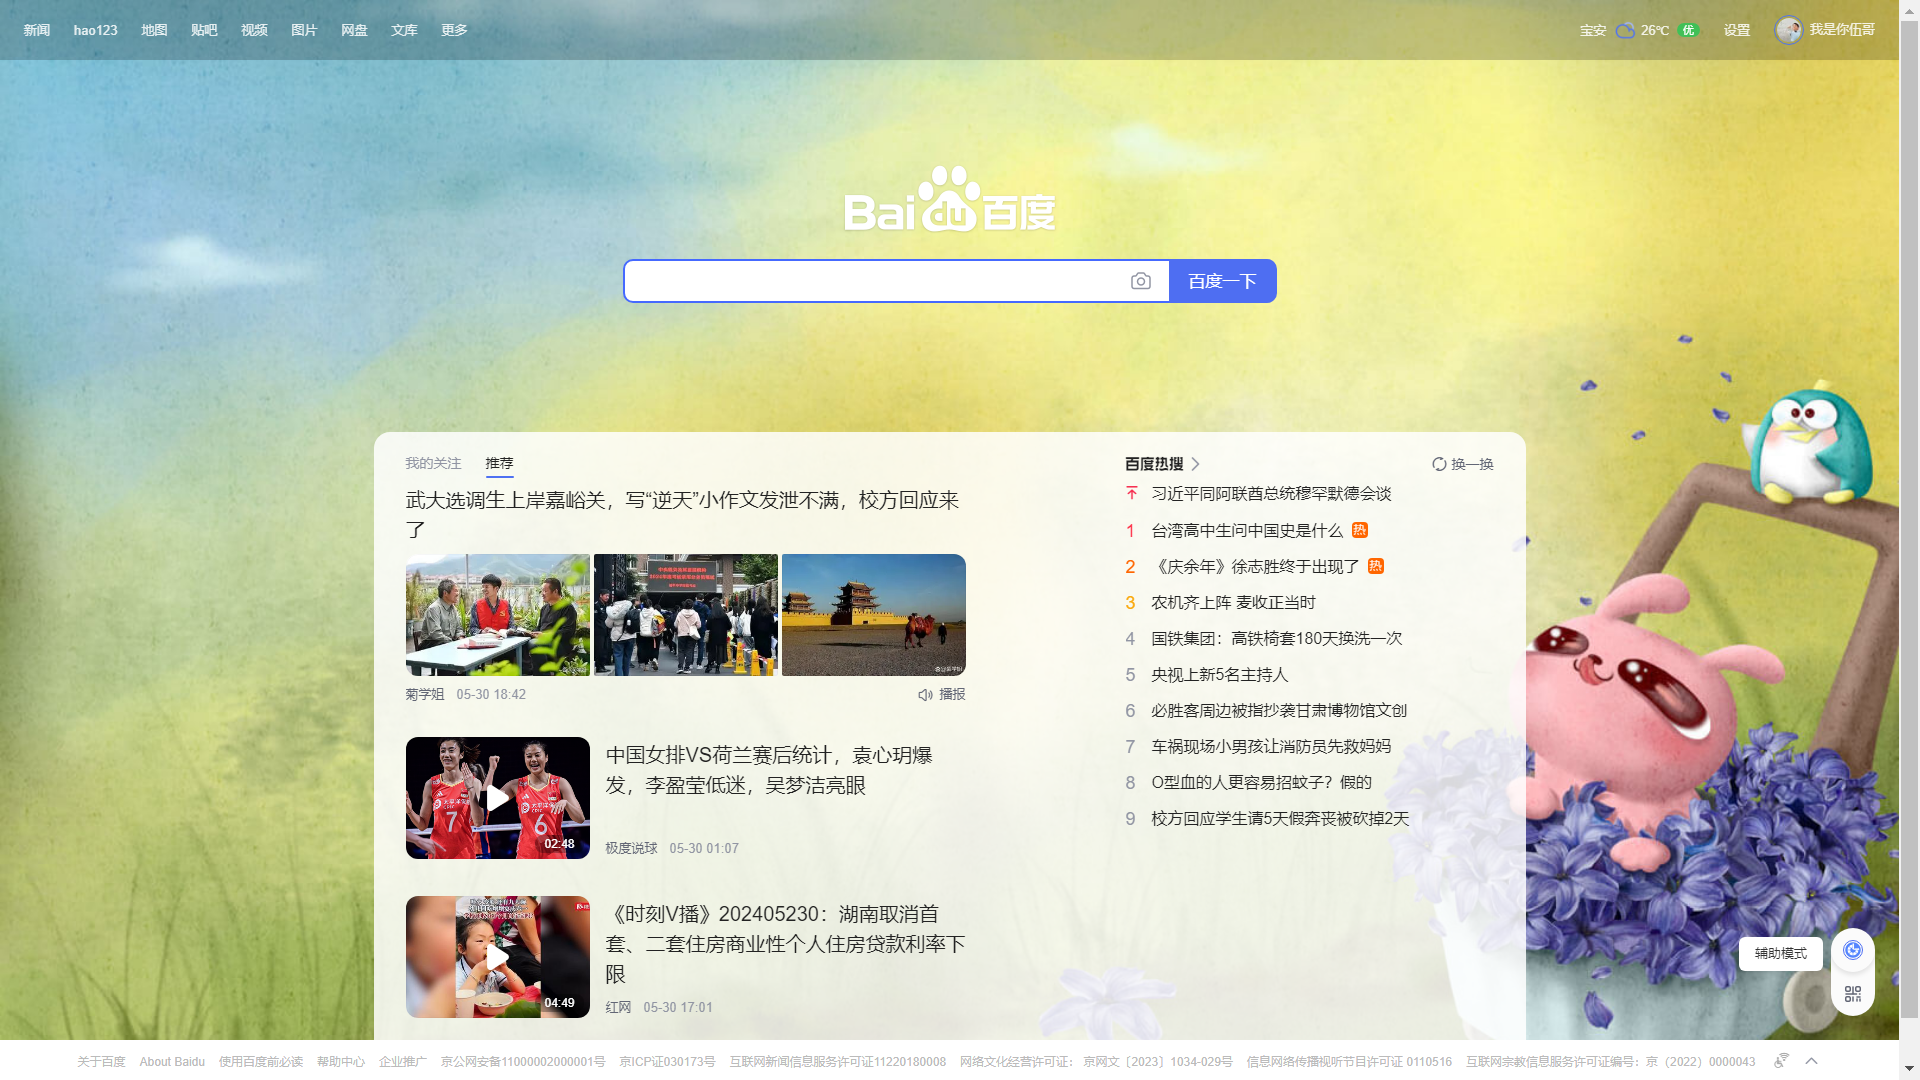 新闻
hao123
地图
贴吧
视频
图片
网盘
文库
更多
宝安
26℃
优
设置
我是你伍哥
Bai du 百度
百度一下
我的关注
推荐
武大选调生上岸嘉峪关，写“逆天”小作文发泄不满，校方回应来
了
菊学姐 05-30 18:42
播报
中国女排VS荷兰赛后统计，袁心玥爆
发，李盈莹低迷，吴梦洁亮眼
7
6
02:48
极度说球 05-30 01:07
《时刻V播》202405230：湖南取消首
套、二套住房商业性个人住房贷款利率下
限
04:49
红网 05-30 17:01
百度热搜
换一换
习近平同阿联酋总统穆罕默德会谈
1 台湾高中生问中国史是什么 热
2 《庆余年》徐志胜终于出现了 热
3 农机齐上阵 麦收正当时
4 国铁集团：高铁椅套180天换洗一次
5 央视上新5名主持人
6 必胜客周边被指抄袭甘肃博物馆文创
7 车祸现场小男孩让消防员先救妈妈
8 O型血的人更容易招蚊子？假的
9 校方回应学生请5天假奔丧被砍掉2天
辅助模式
关于百度 About Baidu 使用百度前必读 帮助中心 企业推广 京公网安备11000002000001号 京ICP证030173号 互联网新闻信息服务许可证11220180008 网络文化经营许可证： 京网文〔2023〕1034-029号 信息网络传播视听节目许可证 0110516 互联网宗教信息服务许可证编号：京（2022）0000043